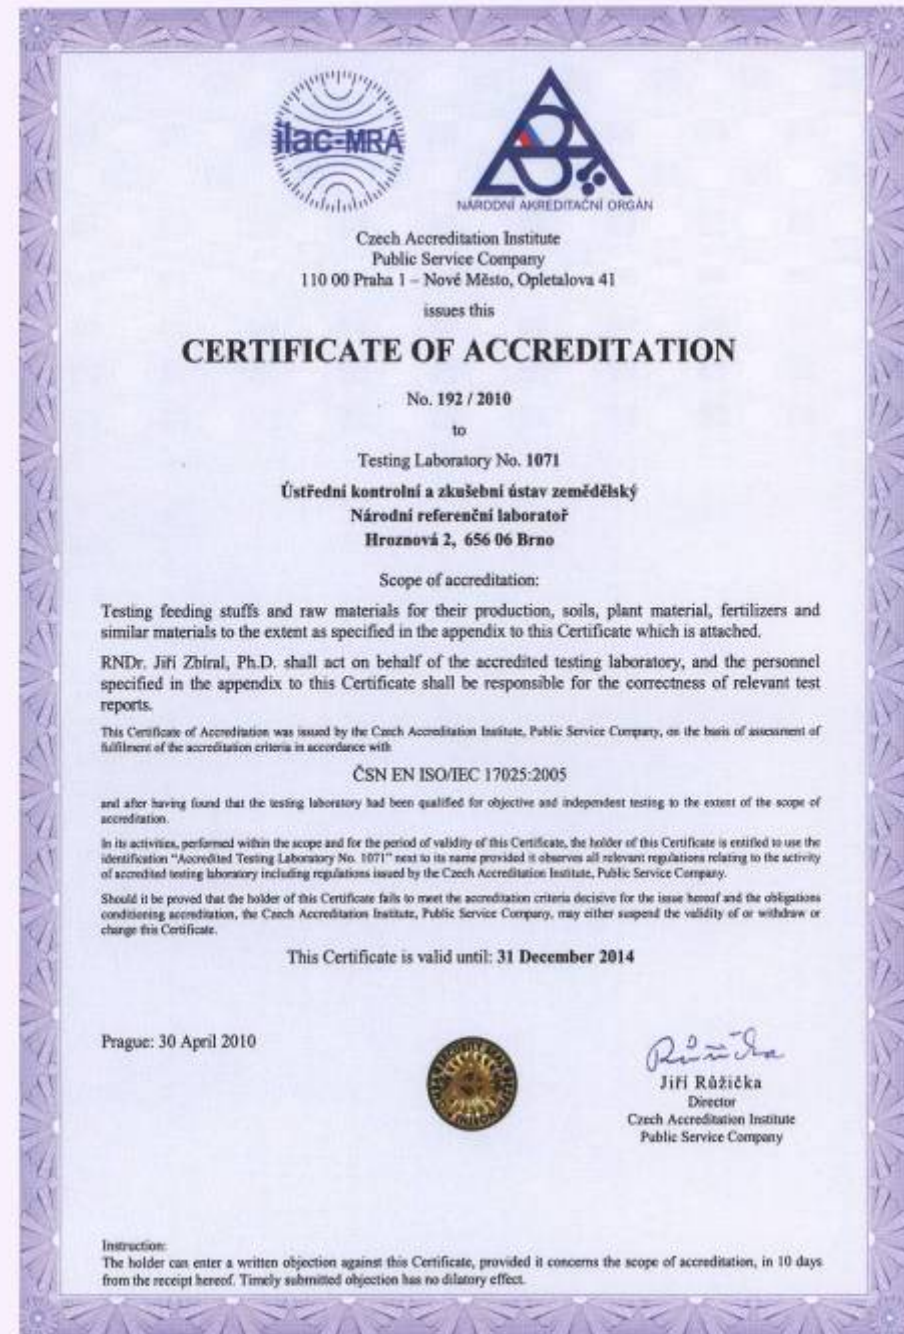 ilac-MRA
NÁRODNÍ AKREDITAČNÍ ORGÁN
Czech Accreditation Institute
Public Service Company
110 00 Praha 1 – Nové Město, Opletalova 41
issues this
CERTIFICATE OF ACCREDITATION
No. 192 / 2010
to
Testing Laboratory No. 1071
Ústřední kontrolní a zkušební ústav zemědělský
Národní referenční laboratoř
Hroznová 2, 656 06 Brno
Scope of accreditation:
Testing feeding stuffs and raw materials for their production, soils, plant material, fertilizers and
similar materials to the extent as specified in the appendix to this Certificate which is attached.
RNDr. Jiří Zbíral, Ph.D. shall act on behalf of the accredited testing laboratory, and the personnel
specified in the appendix to this Certificate shall be responsible for the correctness of relevant test
reports.
This Certificate of Accreditation was issued by the Czech Accreditation Institute, Public Service Company, on the basis of assessment of
fulfilment of the accreditation criteria in accordance with
ČSN EN ISO/IEC 17025:2005
and after having found that the testing laboratory had been qualified for objective and independent testing to the extent of the scope of
accreditation.
In its activities, performed within the scope and for the period of validity of this Certificate, the holder of this Certificate is entitled to use the
identification "Accredited Testing Laboratory No. 1071" next to its name provided it observes all relevant regulations relating to the activity
of accredited testing laboratory including regulations issued by the Czech Accreditation Institute, Public Service Company.
Should it be proved that the holder of this Certificate fails to meet the accreditation criteria decisive for the issue hereof and the obligations
conditioning accreditation, the Czech Accreditation Institute, Public Service Company, may either suspend the validity of or withdraw or
change this Certificate.
This Certificate is valid until: 31 December 2014
Prague: 30 April 2010
Růžička
Jiří Růžička
Director
Czech Accreditation Institute
Public Service Company
Instruction:
The holder can enter a written objection against this Certificate, provided it concerns the scope of accreditation, in 10 days
from the receipt hereof. Timely submitted objection has no dilatory effect.